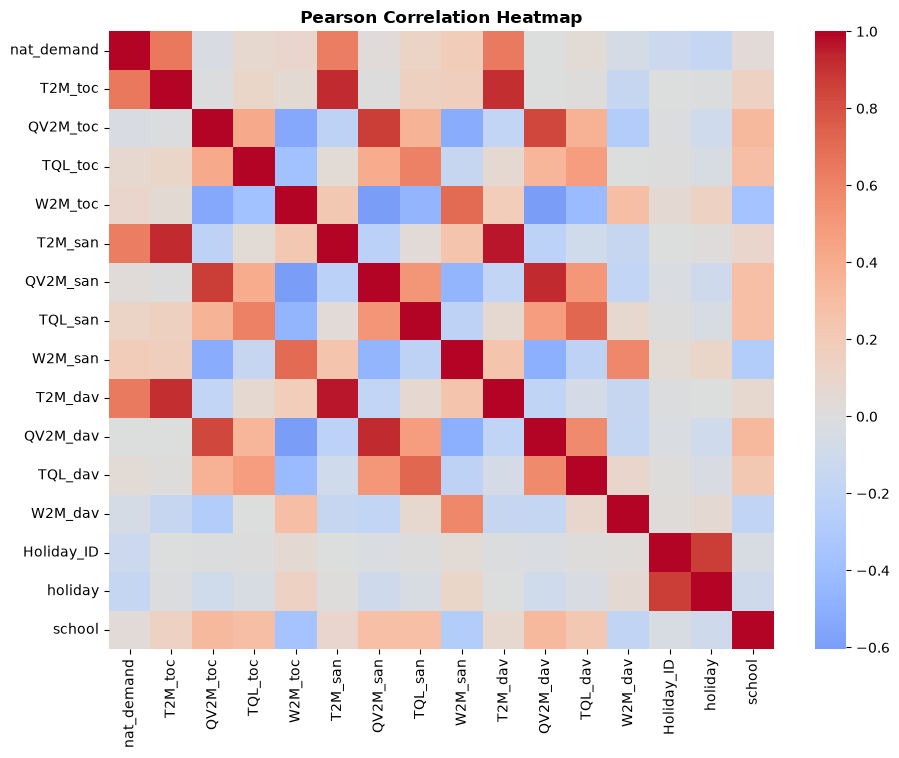 Pearson Correlation Heatmap
nat_demand
T2M_toc
QV2M_toc
TQL_toc
W2M_toc
T2M_san
QV2M_san
TQL_san
W2M_san
T2M_dav
QV2M_dav
TQL_dav
W2M_dav
Holiday_ID
holiday
school
nat_demand
T2M_toc
QV2M_toc
TQL_toc
W2M_toc
T2M_san
QV2M_san
TQL_san
W2M_san
T2M_dav
QV2M_dav
TQL_dav
W2M_dav
Holiday_ID
holiday
school
1.0
0.8
0.6
0.4
0.2
0.0
−0.2
−0.4
−0.6